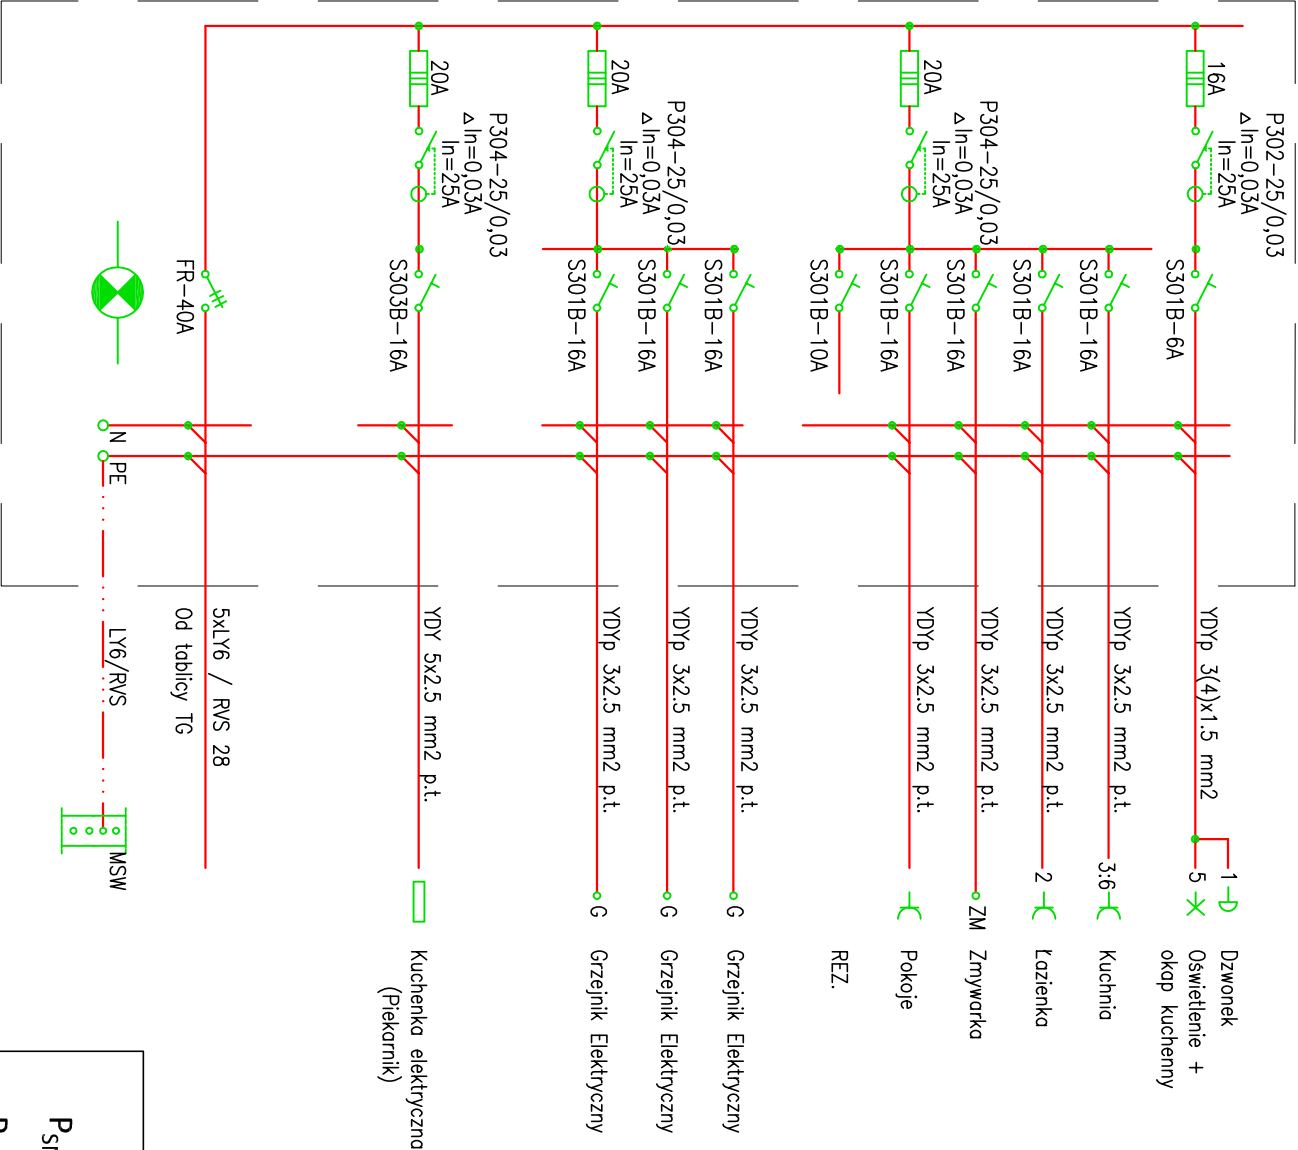 16A
P302-25/0,03
△In=0,03A
In=25A
S301B-6A
YDYp 3(4)x1.5 mm2
1
Dzwonek
5
Oświetlenie +
okap kuchenny
S301B-16A
YDYp 3x2.5 mm2 p.t.
3:6
Kuchnia
S301B-16A
YDYp 3x2.5 mm2 p.t.
2
Łazienka
20A
P304-25/0,03
△In=0,03A
In=25A
S301B-16A
YDYp 3x2.5 mm2 p.t.
ZM
Zmywarka
S301B-16A
YDYp 3x2.5 mm2 p.t.
Pokoje
S301B-10A
REZ.
S301B-16A
YDYp 3x2.5 mm2 p.t.
G
Grzejnik Elektryczny
20A
P304-25/0,03
△In=0,03A
In=25A
S301B-16A
YDYp 3x2.5 mm2 p.t.
G
Grzejnik Elektryczny
S301B-16A
YDYp 3x2.5 mm2 p.t.
G
Grzejnik Elektryczny
20A
P304-25/0,03
△In=0,03A
In=25A
S303B-16A
YDY 5x2.5 mm2 p.t.
Kuchenka elektryczna
(Piekarnik)
FR-40A
5xLY6 / RVS 28
Od tablicy TG
N
PE
LY6/RVS
MSW